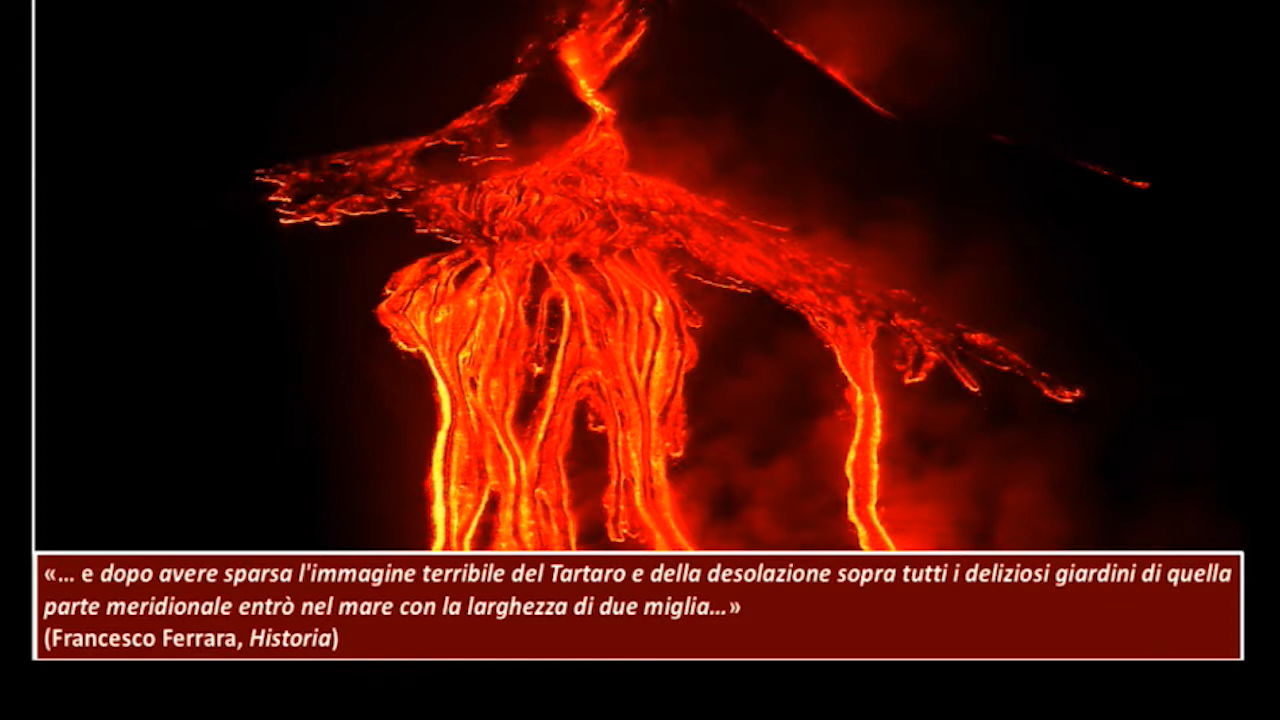 «... e dopo avere sparsa l'immagine terribile del Tartaro e della desolazione sopra tutti i deliziosi giardini di quella
parte meridionale entrò nel mare con la larghezza di due miglia...»
(Francesco Ferrara, Historia)